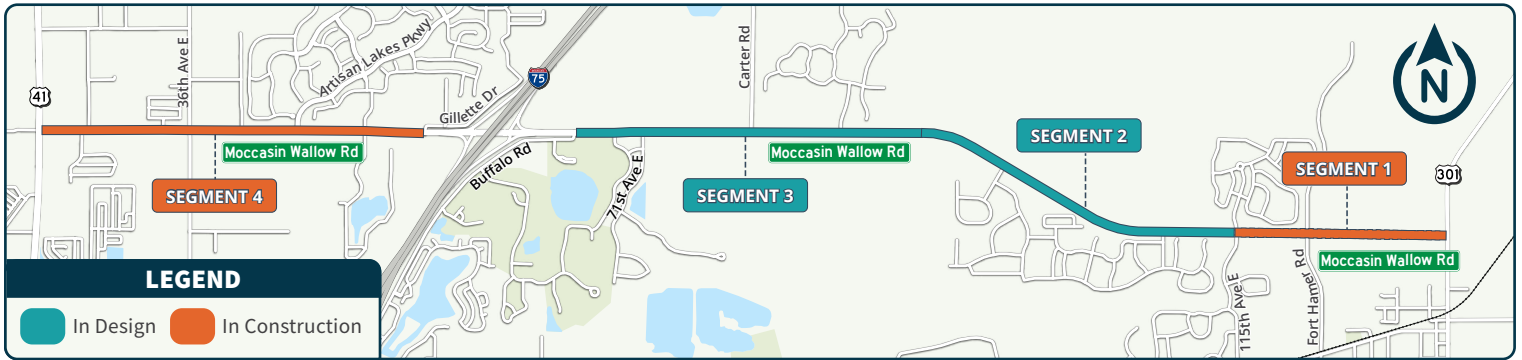 41
36th Ave E
Artisan Lakes Pkwy
Gillette Dr
75
Carter Rd
N
Moccasin Wallow Rd
SEGMENT 4
Buffalo Rd
71st Ave E
Moccasin Wallow Rd
SEGMENT 3
SEGMENT 2
SEGMENT 1
301
Moccasin Wallow Rd
115th Ave E
Fort Hamer Rd
LEGEND
In Design
In Construction